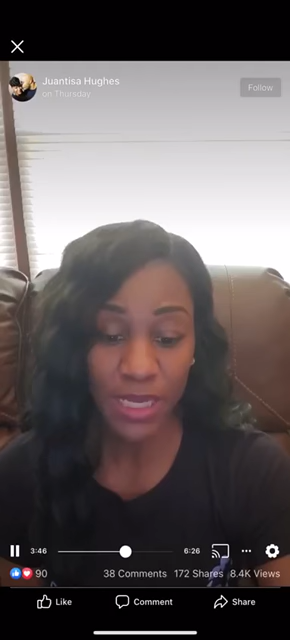 Juantisa Hughes
on Thursday
Follow
3:46
6:26
90
38 Comments 172 Shares 8.4K Views
Like
Comment
Share